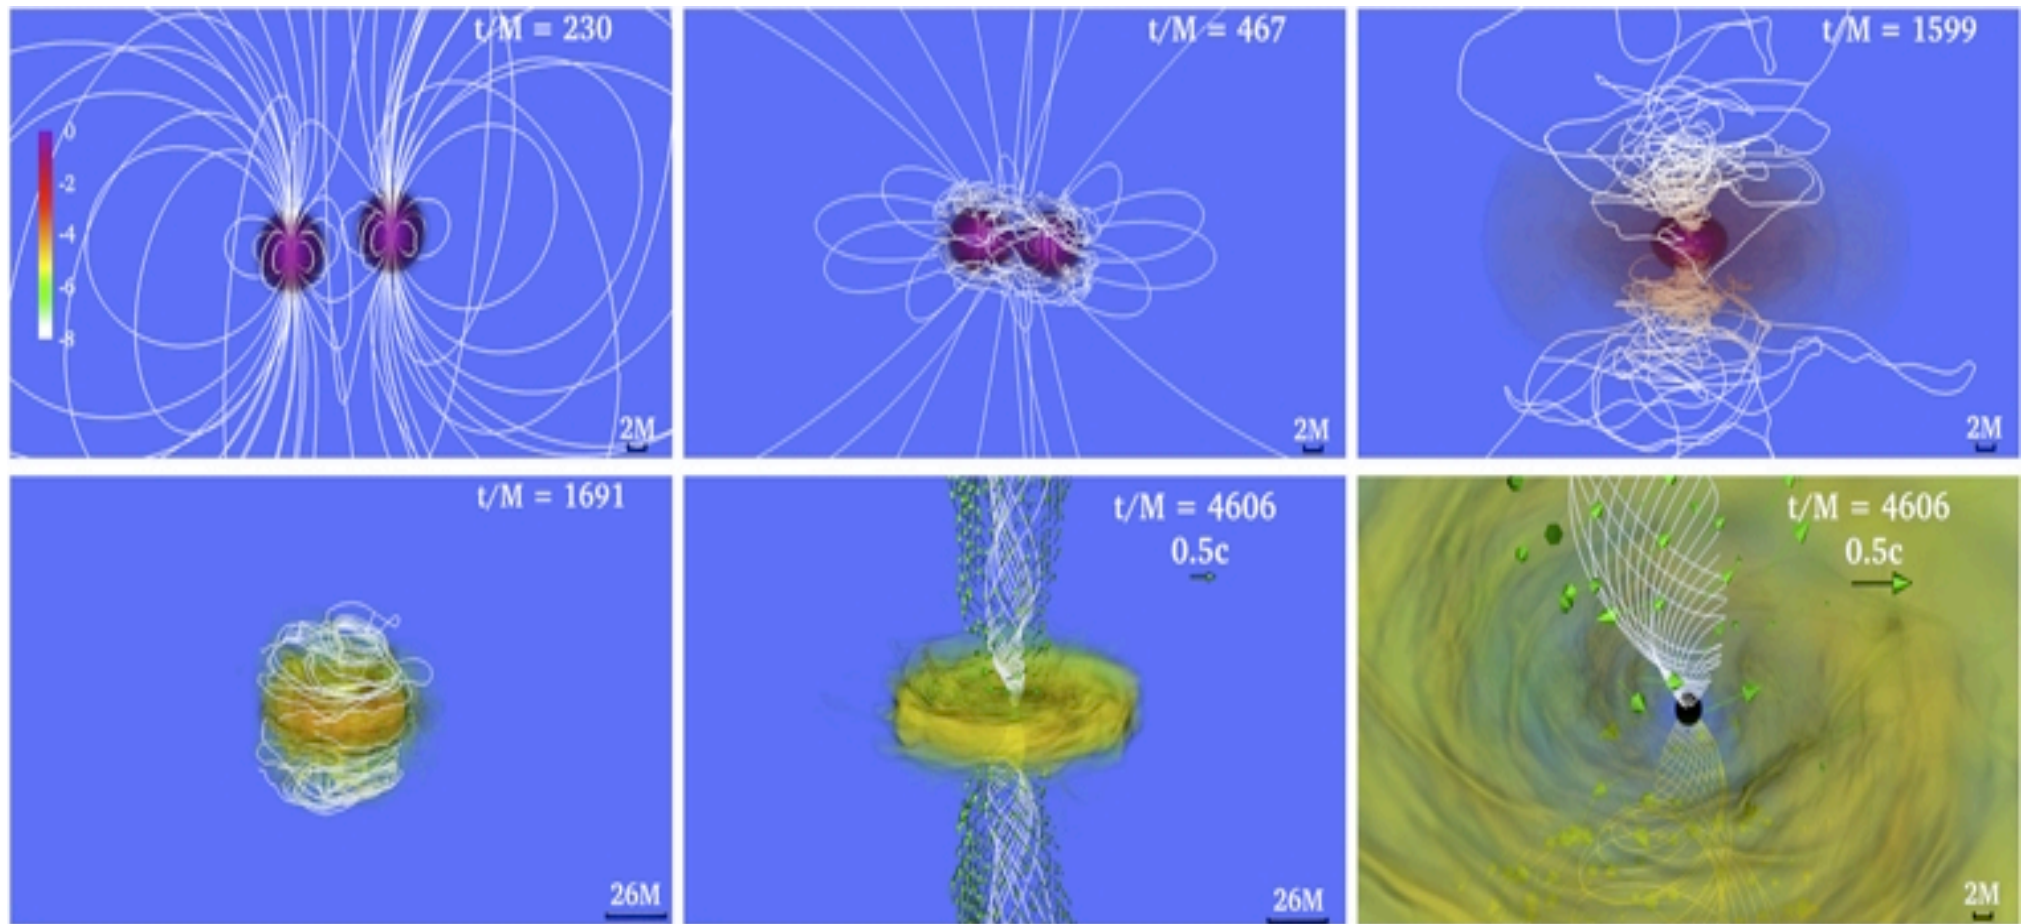 t/M = 230
0
-2
-4
-6
-8
2M
t/M = 467
2M
t/M = 1599
2M
t/M = 1691
26M
t/M = 4606
0.5c
26M
t/M = 4606
0.5c
2M